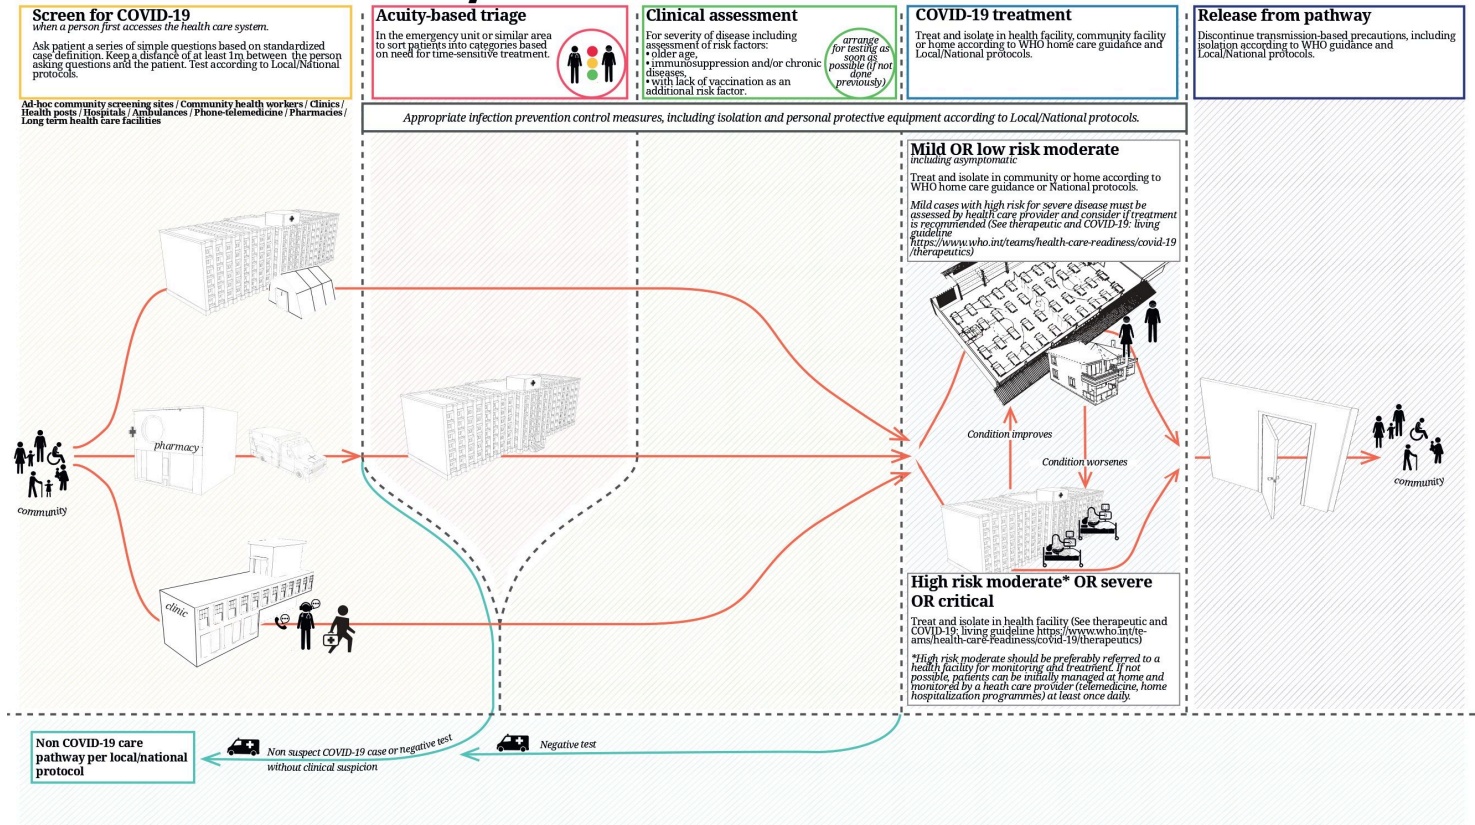 Screen for COVID-19
when a person first accesses the health care system.
Ask patient a series of simple questions based on standardized
case definition. Keep a distance of at least 1m between the person
asking questions and the patient. Test according to Local/National
protocols.
Ad-hoc community screening sites / Community health workers / Clinics /
Health posts / Hospitals / Ambulances / Phone-telemedicine / Pharmacies /
Long term health care facilities
Acuity-based triage
In the emergency unit or similar area
to sort patients into categories based
on need for time-sensitive treatment.
Clinical assessment
For severity of disease including
assessment of risk factors:
• older age,
• immunosuppression and/or chronic
diseases,
• with lack of vaccination as an
additional risk factor.
arrange
for testing as
soon as
possible (if not
done
previously)
COVID-19 treatment
Treat and isolate in health facility, community facility
or home according to WHO home care guidance and
Local/National protocols.
Release from pathway
Discontinue transmission-based precautions, including
isolation according to WHO guidance and
Local/National protocols.
Appropriate infection prevention control measures, including isolation and personal protective equipment according to Local/National protocols.
Mild OR low risk moderate
including asymptomatic
Treat and isolate in community or home according to
WHO home care guidance or National protocols.
Mild cases with high risk for severe disease must be
assessed by health care provider and consider if treatment
is recommended (See therapeutic and COVID-19: living
guideline
https://www.who.int/teams/health-care-readiness/covid-19
/therapeutics)
pharmacy
community
clinic
Condition improves
Condition worsenes
community
High risk moderate* OR severe
OR critical
Treat and isolate in health facility (See therapeutic and
COVID-19; living guideline https://www.who.int/te-
ams/health-care-readiness/covid-19/therapeutics)
*High risk moderate should be preferably referred to a
health facility for monitoring and treatment. If not
possible, patients can be initially managed at home and
monitored by a heath care provider (telemedicine, home
hospitalization programmes) at least once daily.
Non COVID-19 care
pathway per local/national
protocol
Non suspect COVID-19 case or negative test
without clinical suspicion
Negative test